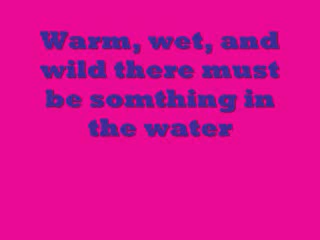 Warm, wet, and
wild there must
be somthing in
the water